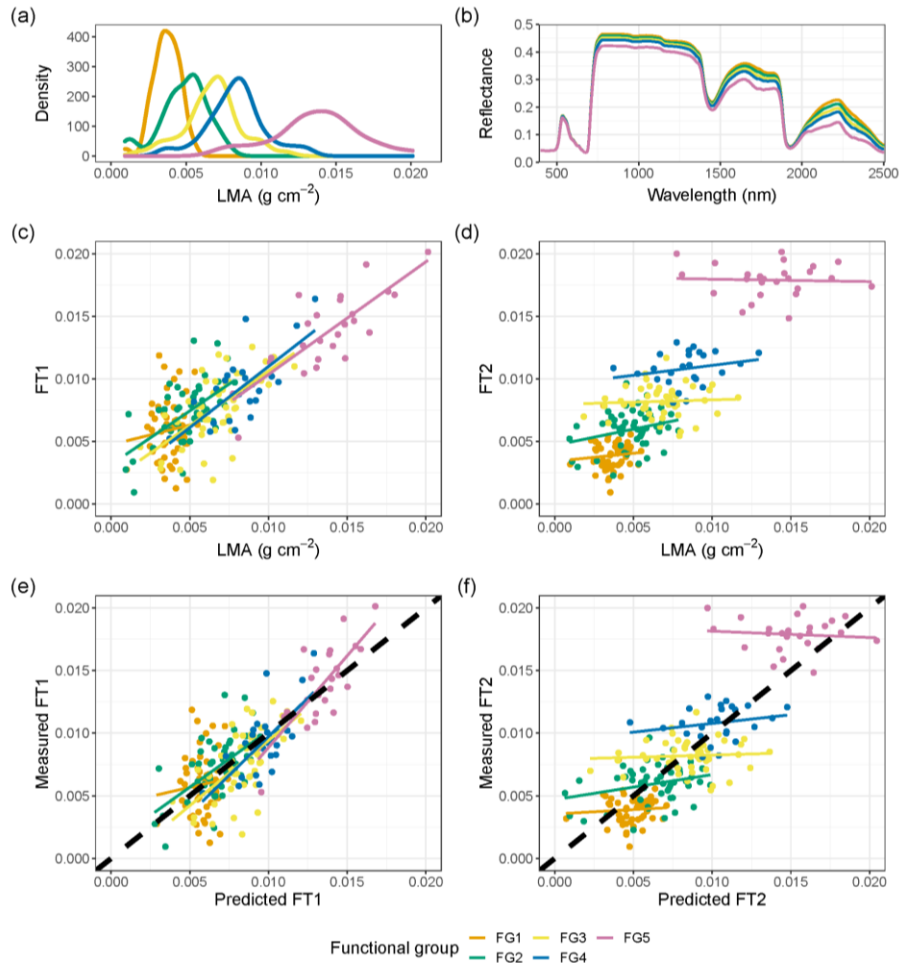 (a)
400
300
200
100
0
Density
0.000 0.005 0.010 0.015 0.020
LMA (g cm⁻²)
(b)
0.5
0.4
0.3
0.2
0.1
0.0
Reflectance
500 1000 1500 2000 2500
Wavelength (nm)
(c)
0.020
0.015
0.010
0.005
0.000
FT1
0.000 0.005 0.010 0.015 0.020
LMA (g cm⁻²)
(d)
0.020
0.015
0.010
0.005
0.000
FT2
0.000 0.005 0.010 0.015 0.020
LMA (g cm⁻²)
(e)
0.020
0.015
0.010
0.005
0.000
Measured FT1
0.000 0.005 0.010 0.015 0.020
Predicted FT1
(f)
0.020
0.015
0.010
0.005
0.000
Measured FT2
0.000 0.005 0.010 0.015 0.020
Predicted FT2
Functional group
FG1 FG3 FG5
FG2 FG4